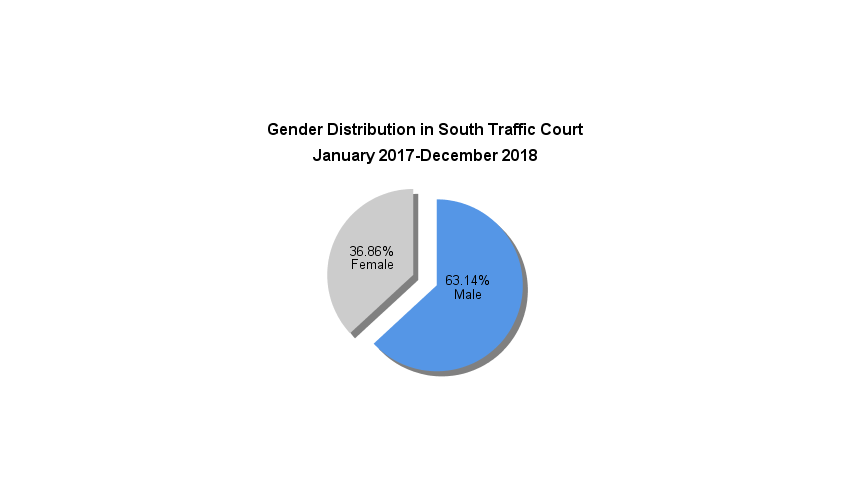 Gender Distribution in South Traffic Court
January 2017-December 2018
36.86%
Female
63.14%
Male